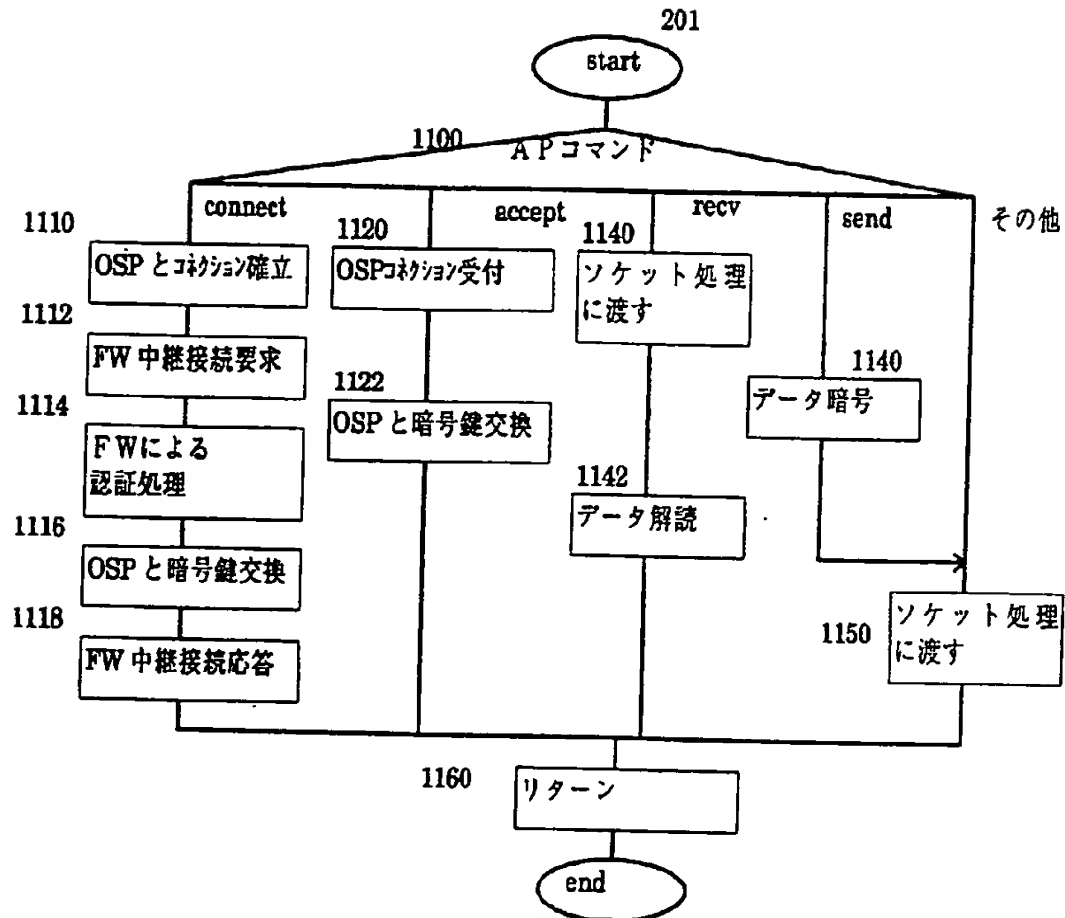 201
start
1100
APコマンド
connect
accept
recv
send
その他
1110
OSPとコネクション確立
1112
FW中継接続要求
1114
FWによる
認証処理
1116
OSPと暗号鍵交換
1118
FW中継接続応答
1120
OSPコネクション受付
1122
OSPと暗号鍵交換
1140
ソケット処理
に渡す
1142
データ解読
1140
データ暗号
1150
ソケット処理
に渡す
1160
リターン
end